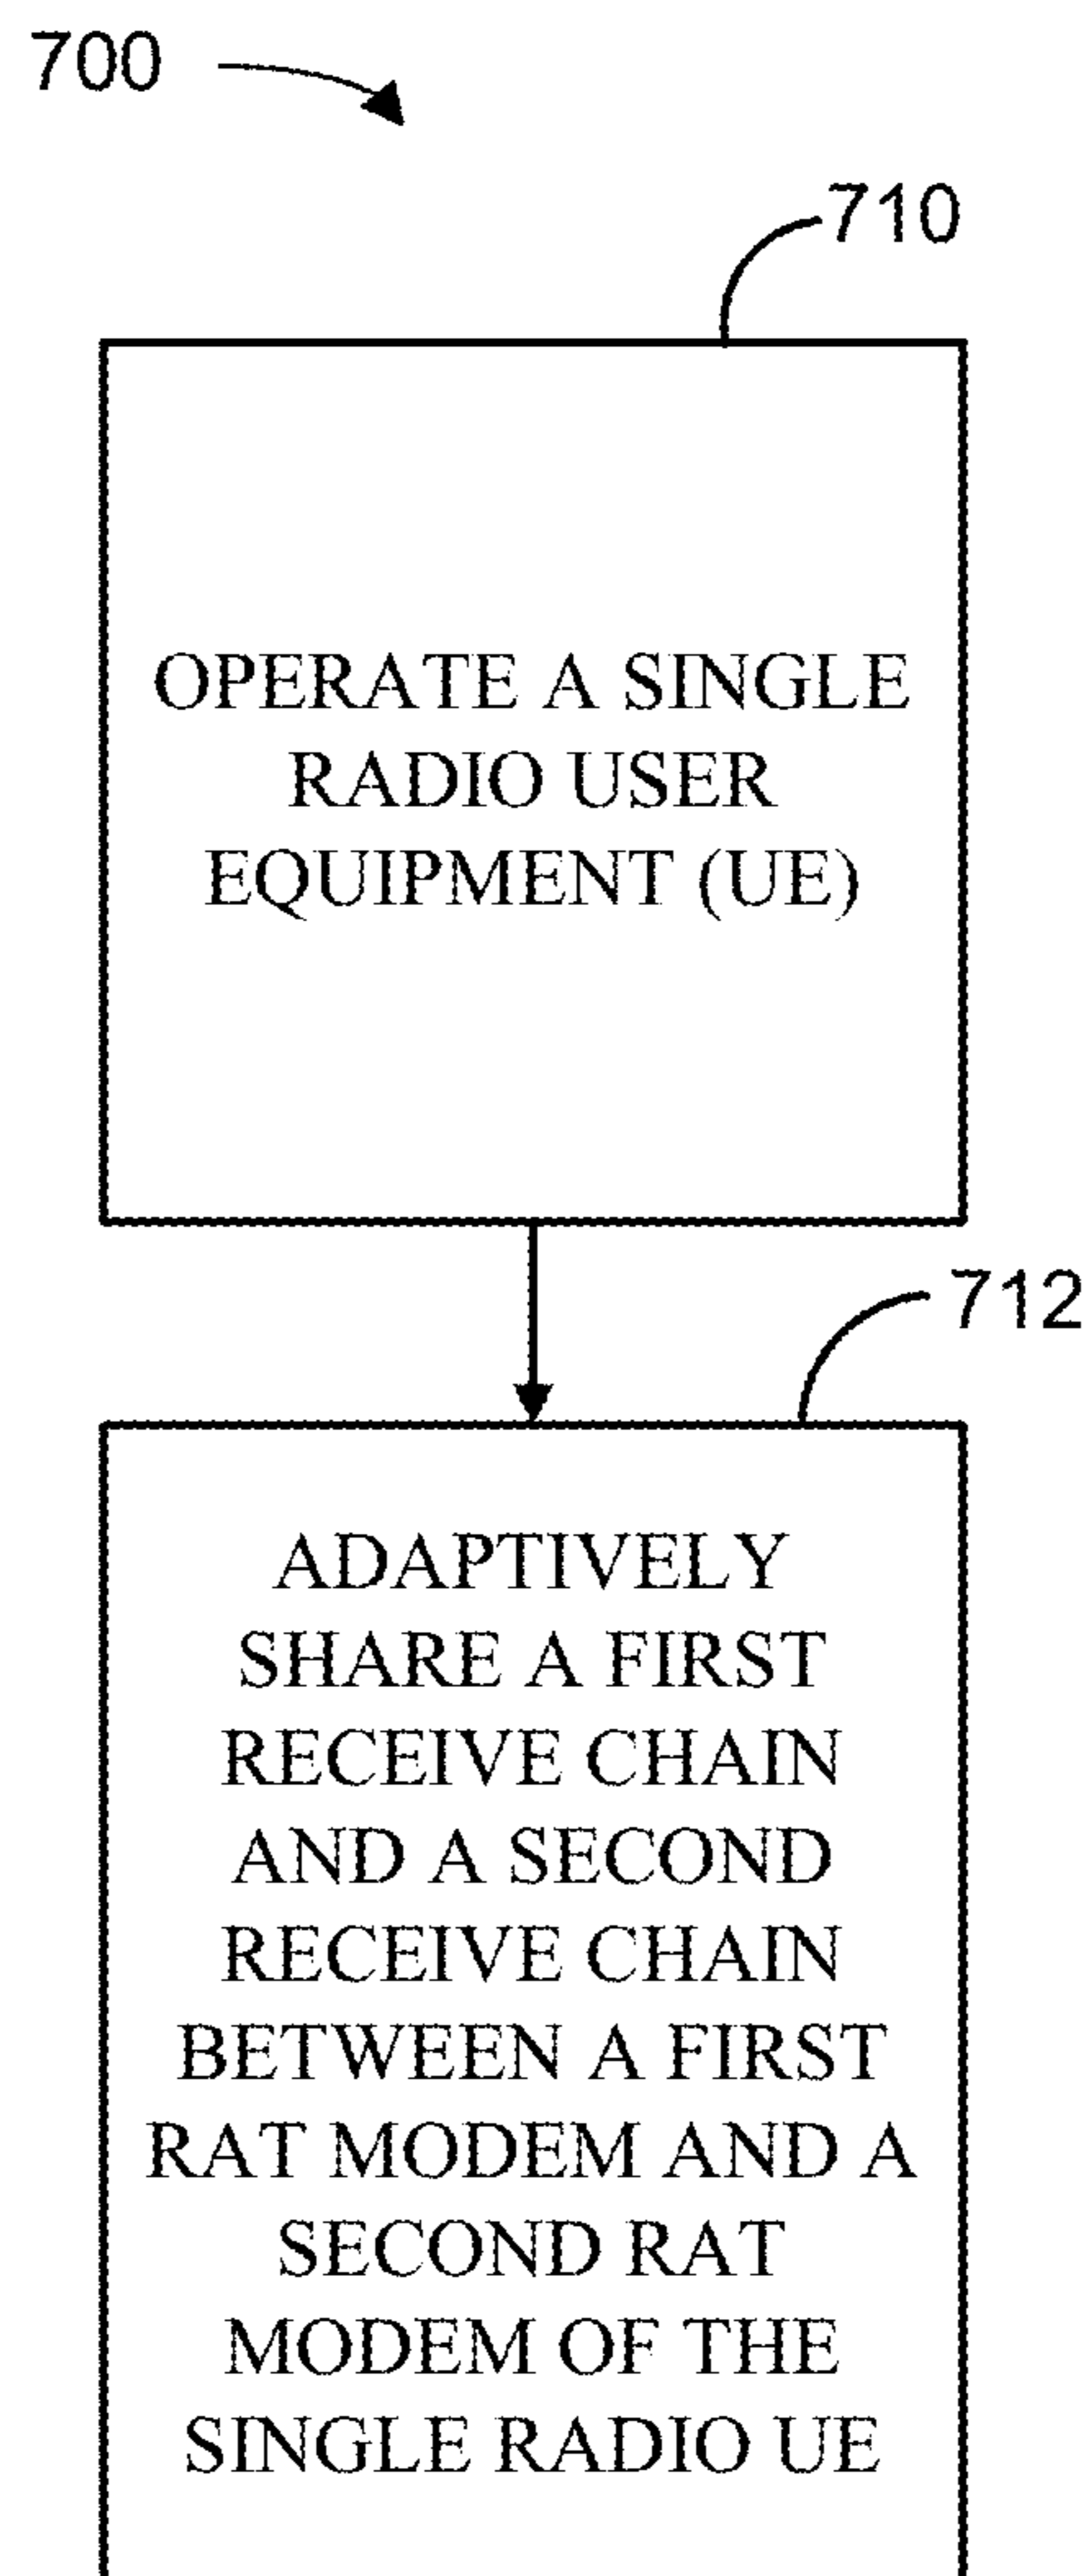 700
710
OPERATE A SINGLE
RADIO USER
EQUIPMENT (UE)
712
ADAPTIVELY
SHARE A FIRST
RECEIVE CHAIN
AND A SECOND
RECEIVE CHAIN
BETWEEN A FIRST
RAT MODEM AND A
SECOND RAT
MODEM OF THE
SINGLE RADIO UE